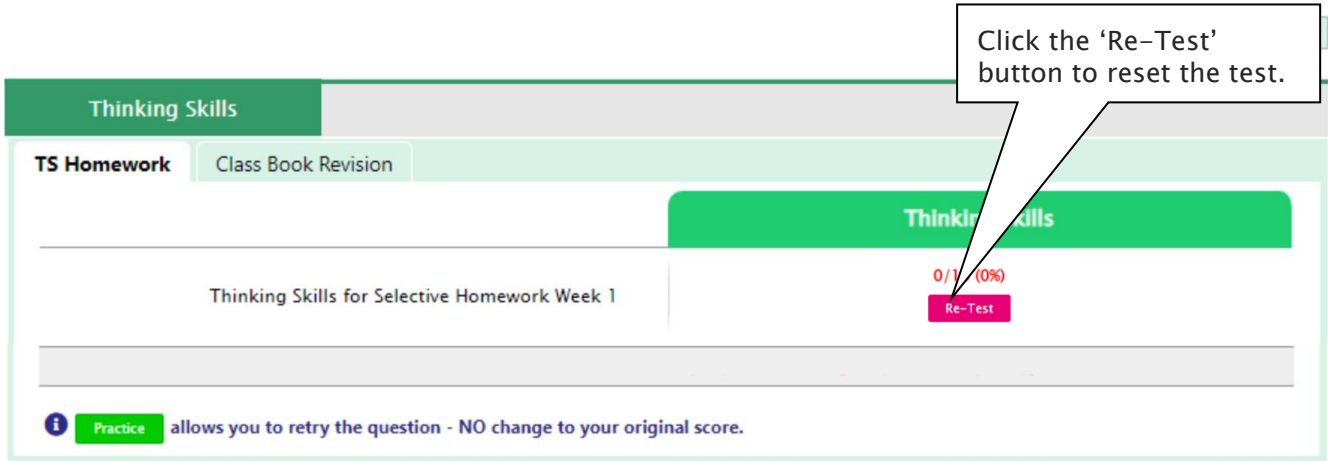 Click the ‘Re-Test’
button to reset the test.
Thinking Skills
TS Homework
Class Book Revision
Thinking Skills
0/1 (0%)
Thinking Skills for Selective Homework Week 1
Re-Test
Practice allows you to retry the question - NO change to your original score.